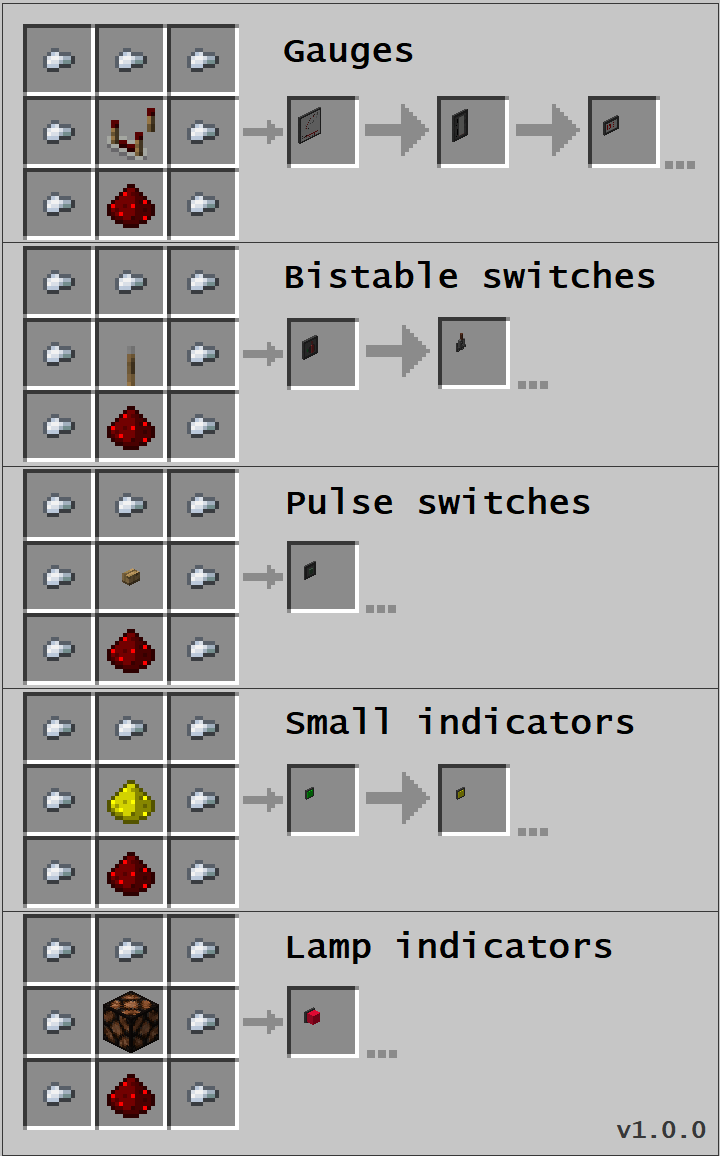 Gauges
Bistable switches
Pulse switches
Small indicators
Lamp indicators
v1.0.0